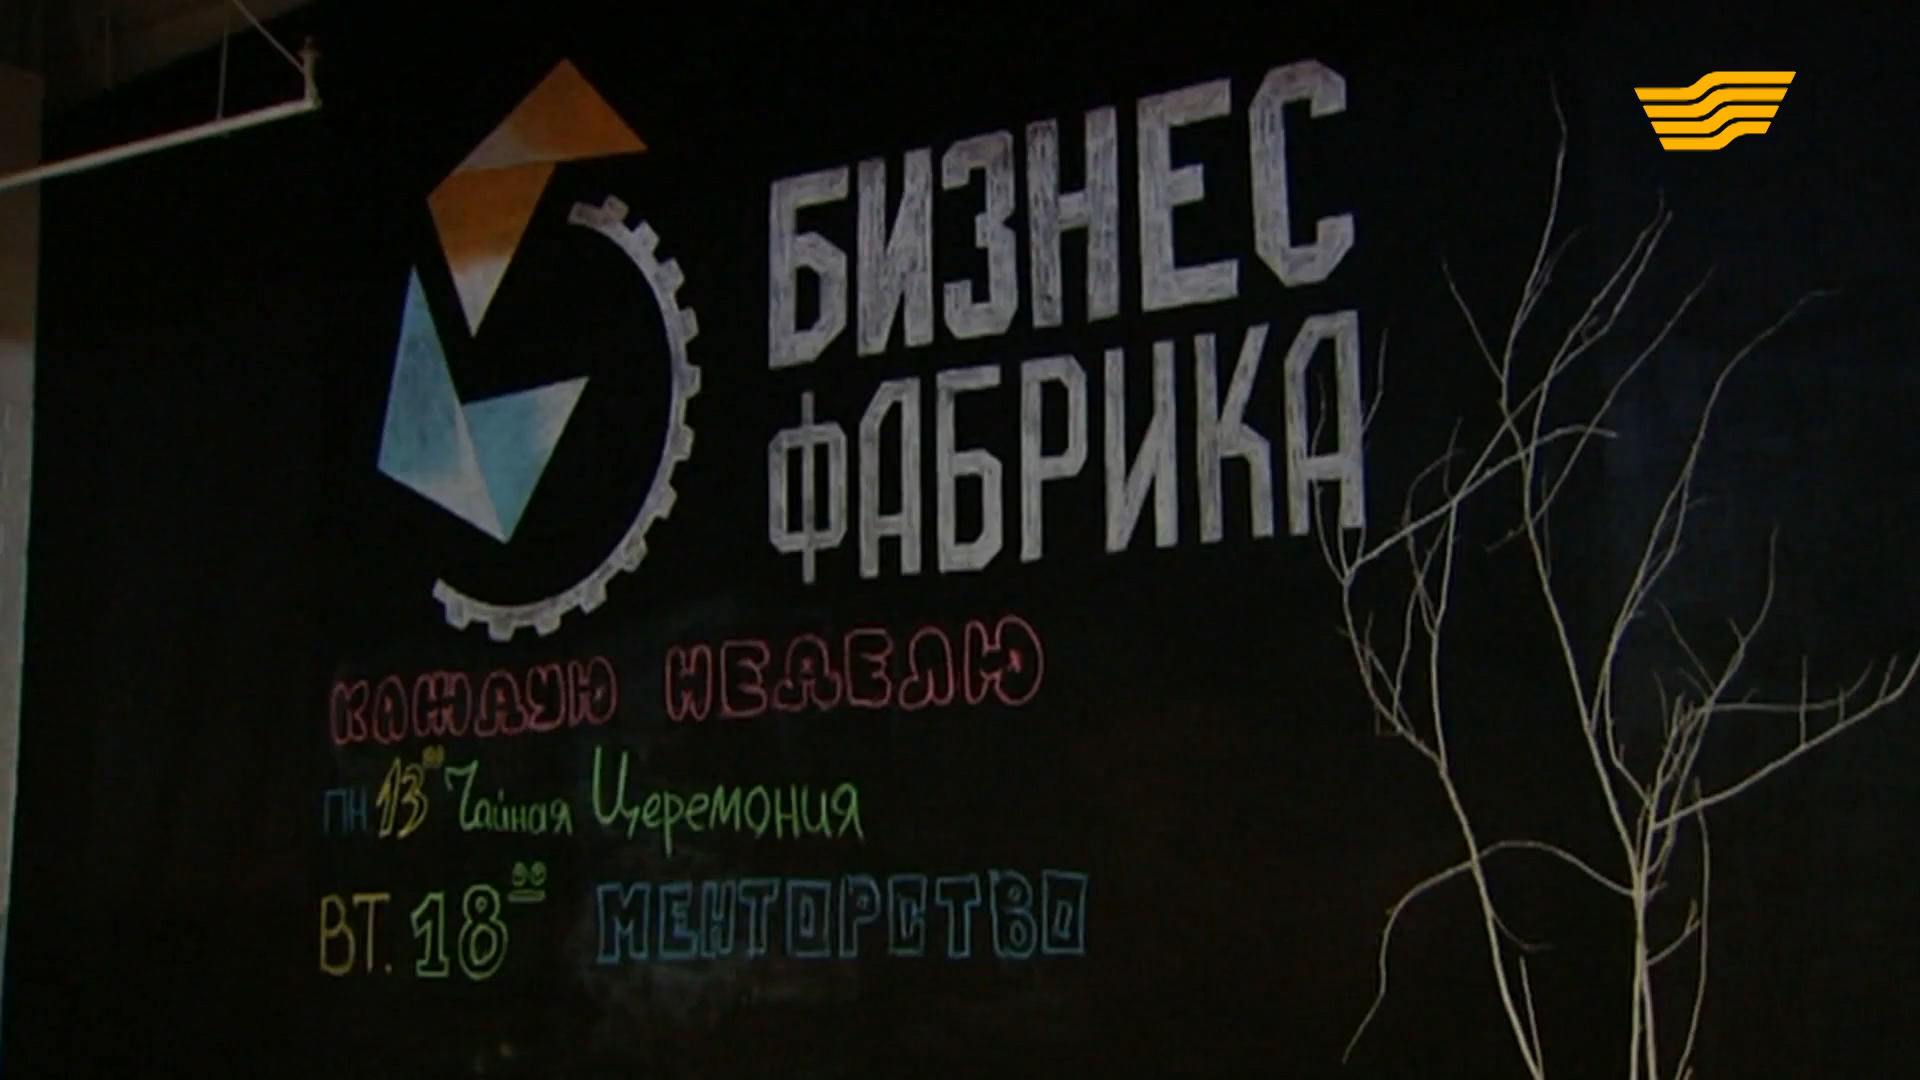 БИЗНЕС
ФАБРИКА
КАЖДУЮ НЕДЕЛЮ
ПН 13⁰⁰ Чайная Церемония
ВТ. 18⁰⁰ МЕНТОРСТВО